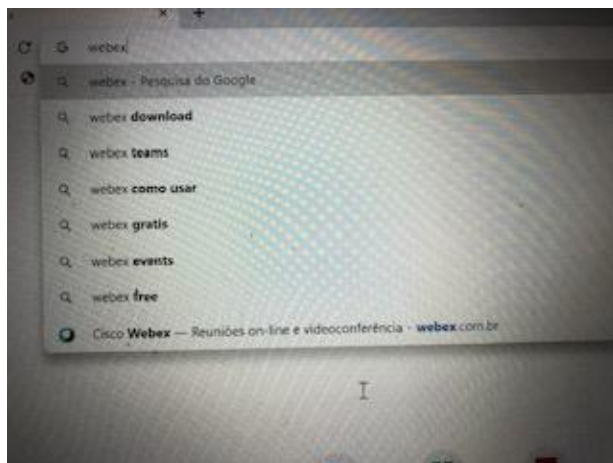 webex
webex - Pesquisa do Google
webex download
webex teams
webex como usar
webex gratis
webex events
webex free
Cisco Webex — Reuniões on-line e videoconferência - webex.com.br